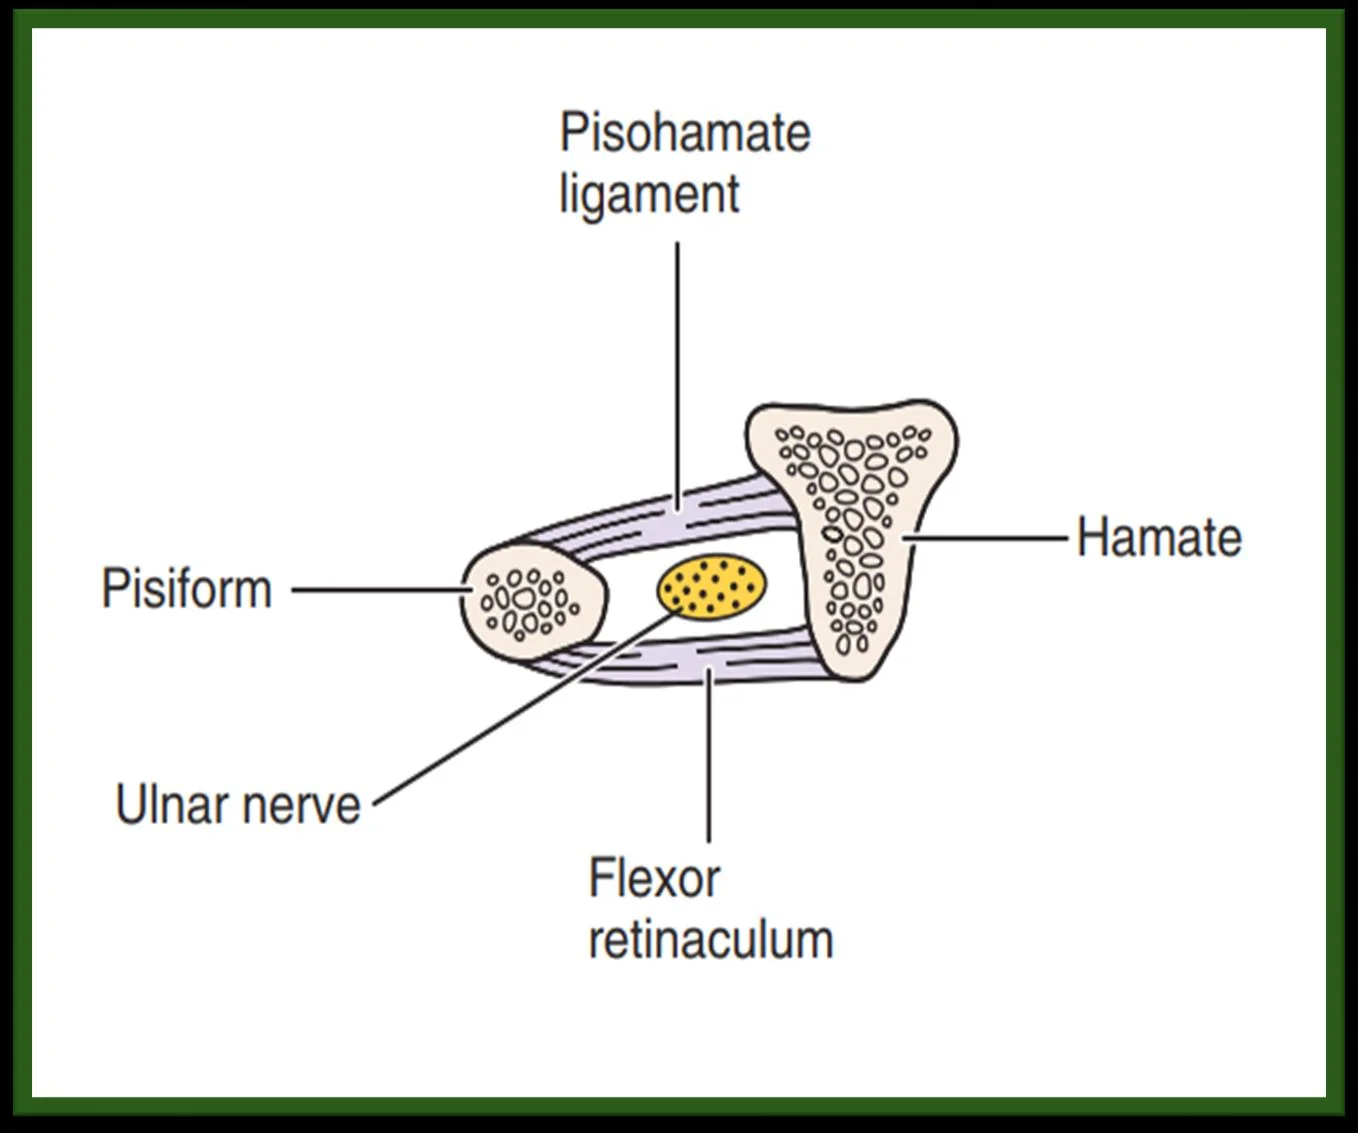 Pisohamate
ligament
Hamate
Pisiform
Ulnar nerve
Flexor
retinaculum